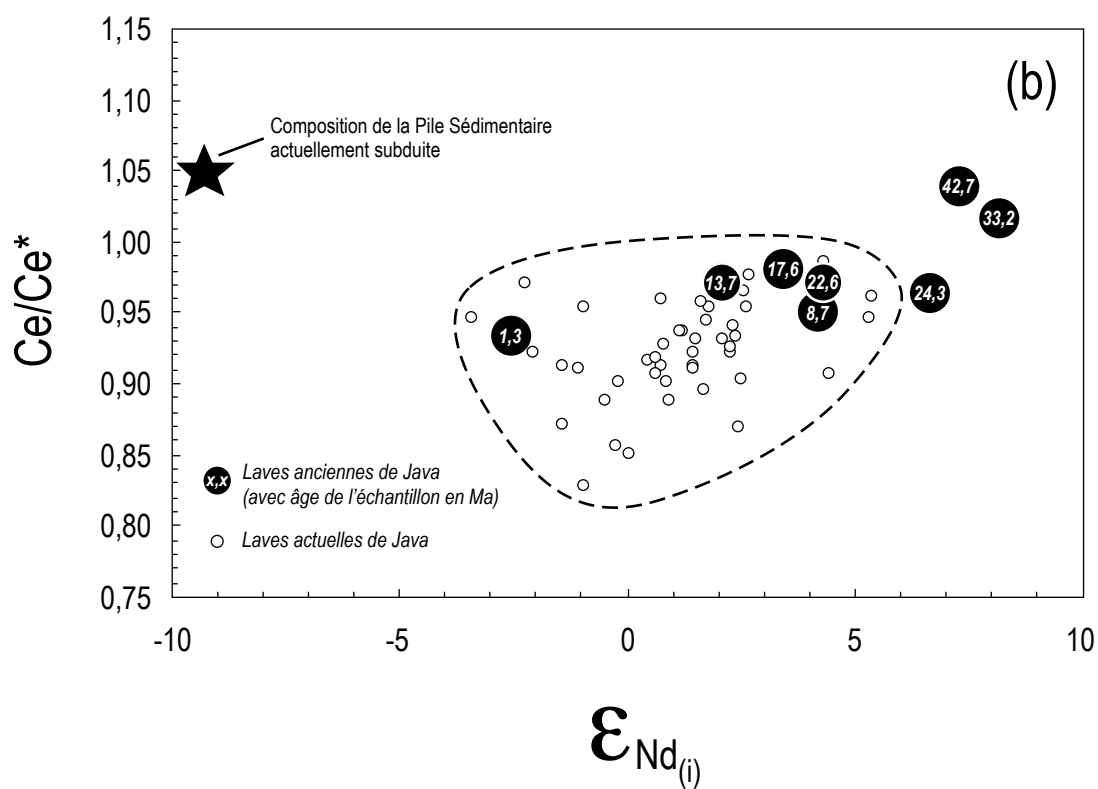 1,15
1,10
1,05
1,00
0,95
0,90
0,85
0,80
0,75
Ce/Ce*
(b)
Composition de la Pile Sédimentaire
actuellement subduite
42,7
33,2
24,3
17,6
13,7
22,6
8,7
1,3
x,x
Laves anciennes de Java
(avec âge de l'échantillon en Ma)
Laves actuelles de Java
-10
-5
0
5
10
εNd(i)